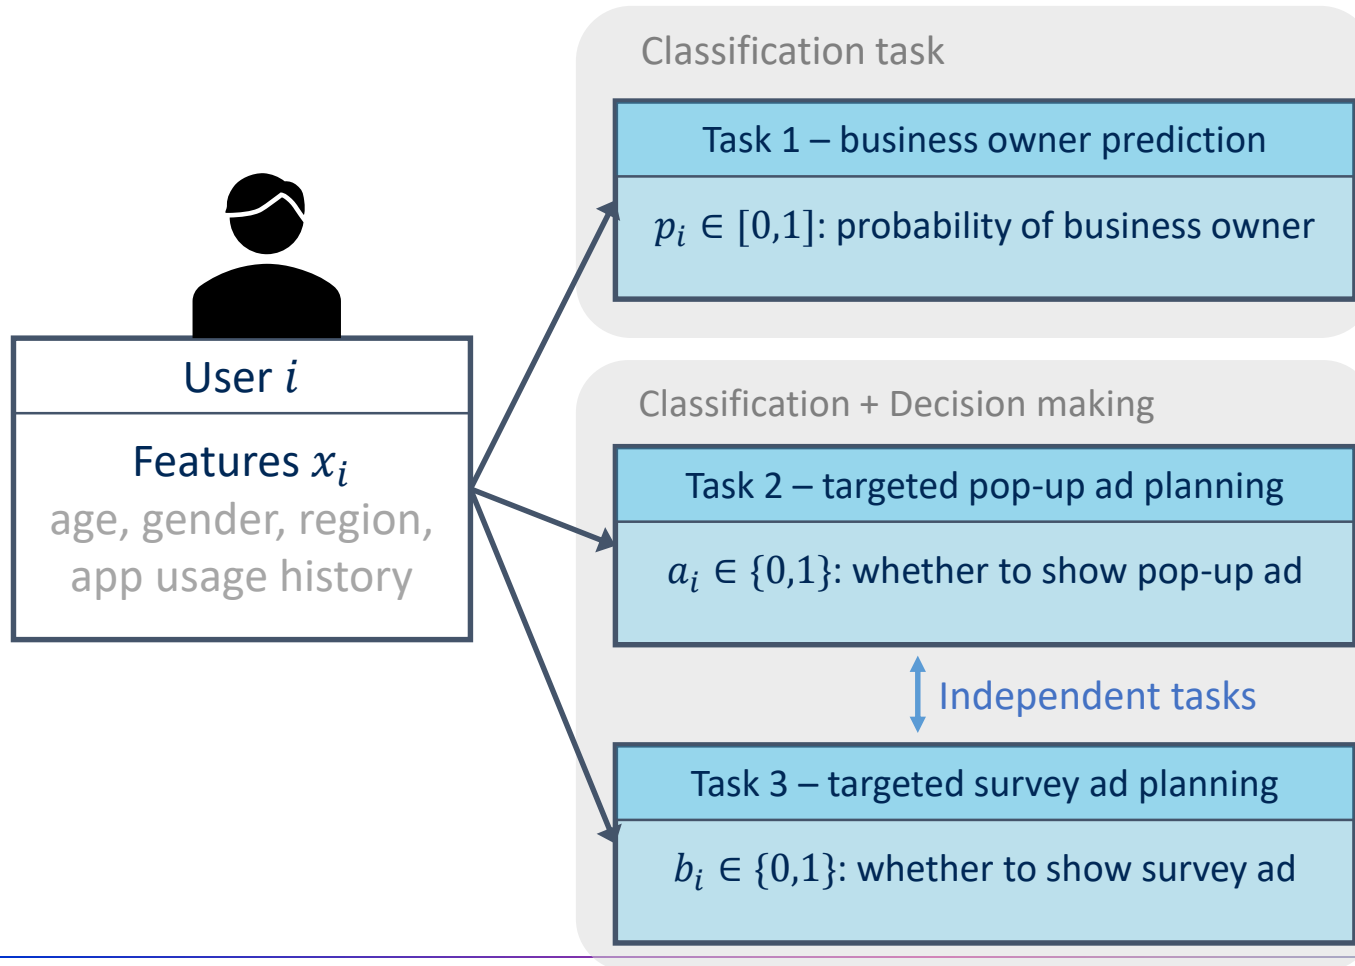 Classification task
Task 1 – business owner prediction
𝑝𝑖 ∈ [0,1]: probability of business owner
User 𝑖
Features 𝑥𝑖
age, gender, region,
app usage history
Classification + Decision making
Task 2 – targeted pop-up ad planning
𝑎𝑖 ∈ {0,1}: whether to show pop-up ad
Independent tasks
Task 3 – targeted survey ad planning
𝑏𝑖 ∈ {0,1}: whether to show survey ad